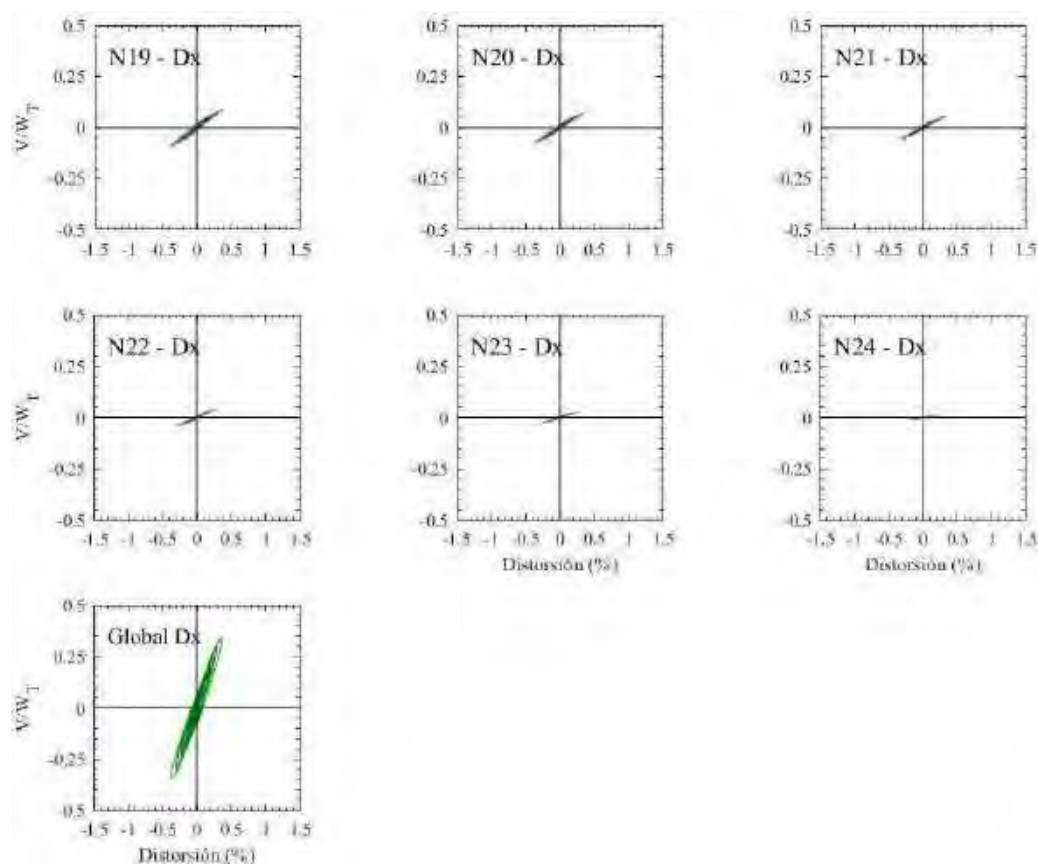 0.5 0.5 0.5
N19 - Dx N20 - Dx N21 - Dx
0.25 0.25 0.25
V/W_T
0 0 0
-0.25 -0.25 -0.25
-0.5 -0.5 -0.5
-1.5 -1 -0.5 0 0.5 1 1.5 -1.5 -1 -0.5 0 0.5 1 1.5 -1.5 -1 -0.5 0 0.5 1 1.5
0.5 0.5 0.5
N22 - Dx N23 - Dx N24 - Dx
0.25 0.25 0.25
V/W_T
0 0 0
-0.25 -0.25 -0.25
-0.5 -0.5 -0.5
-1.5 -1 -0.5 0 0.5 1 1.5 -1.5 -1 -0.5 0 0.5 1 1.5 -1.5 -1 -0.5 0 0.5 1 1.5
Distorsión (%) Distorsión (%)
0.5
Global Dx
0.25
V/W_T
0
-0.25
-0.5
-1.5 -1 -0.5 0 0.5 1 1.5
Distorsión (%)